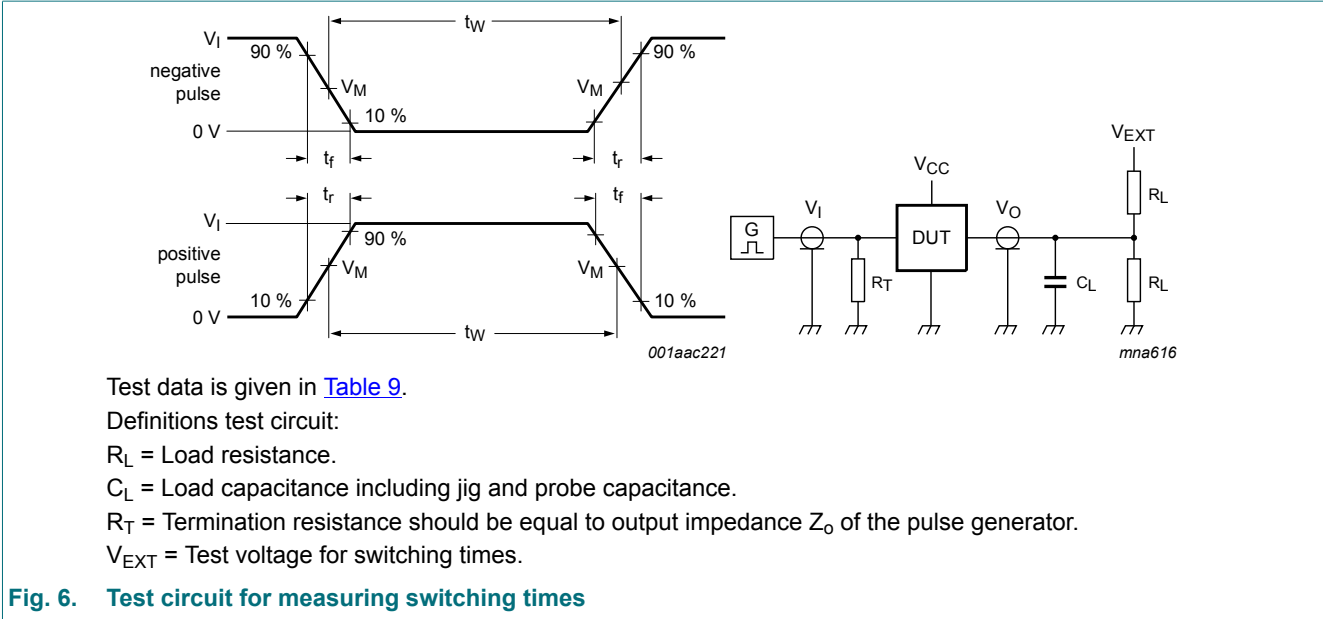 tW
VI
90 %
90 %
negative
pulse
VM
VM
10 %
0 V
tf
tr
tr
tf
VI
90 %
positive
pulse
VM
VM
10 %
10 %
0 V
tW
001aac221
VEXT
VCC
RL
VI
VO
G
DUT
RT
CL
RL
mna616
Test data is given in Table 9.
Definitions test circuit:
RL = Load resistance.
CL = Load capacitance including jig and probe capacitance.
RT = Termination resistance should be equal to output impedance Zo of the pulse generator.
VEXT = Test voltage for switching times.
Fig. 6. Test circuit for measuring switching times